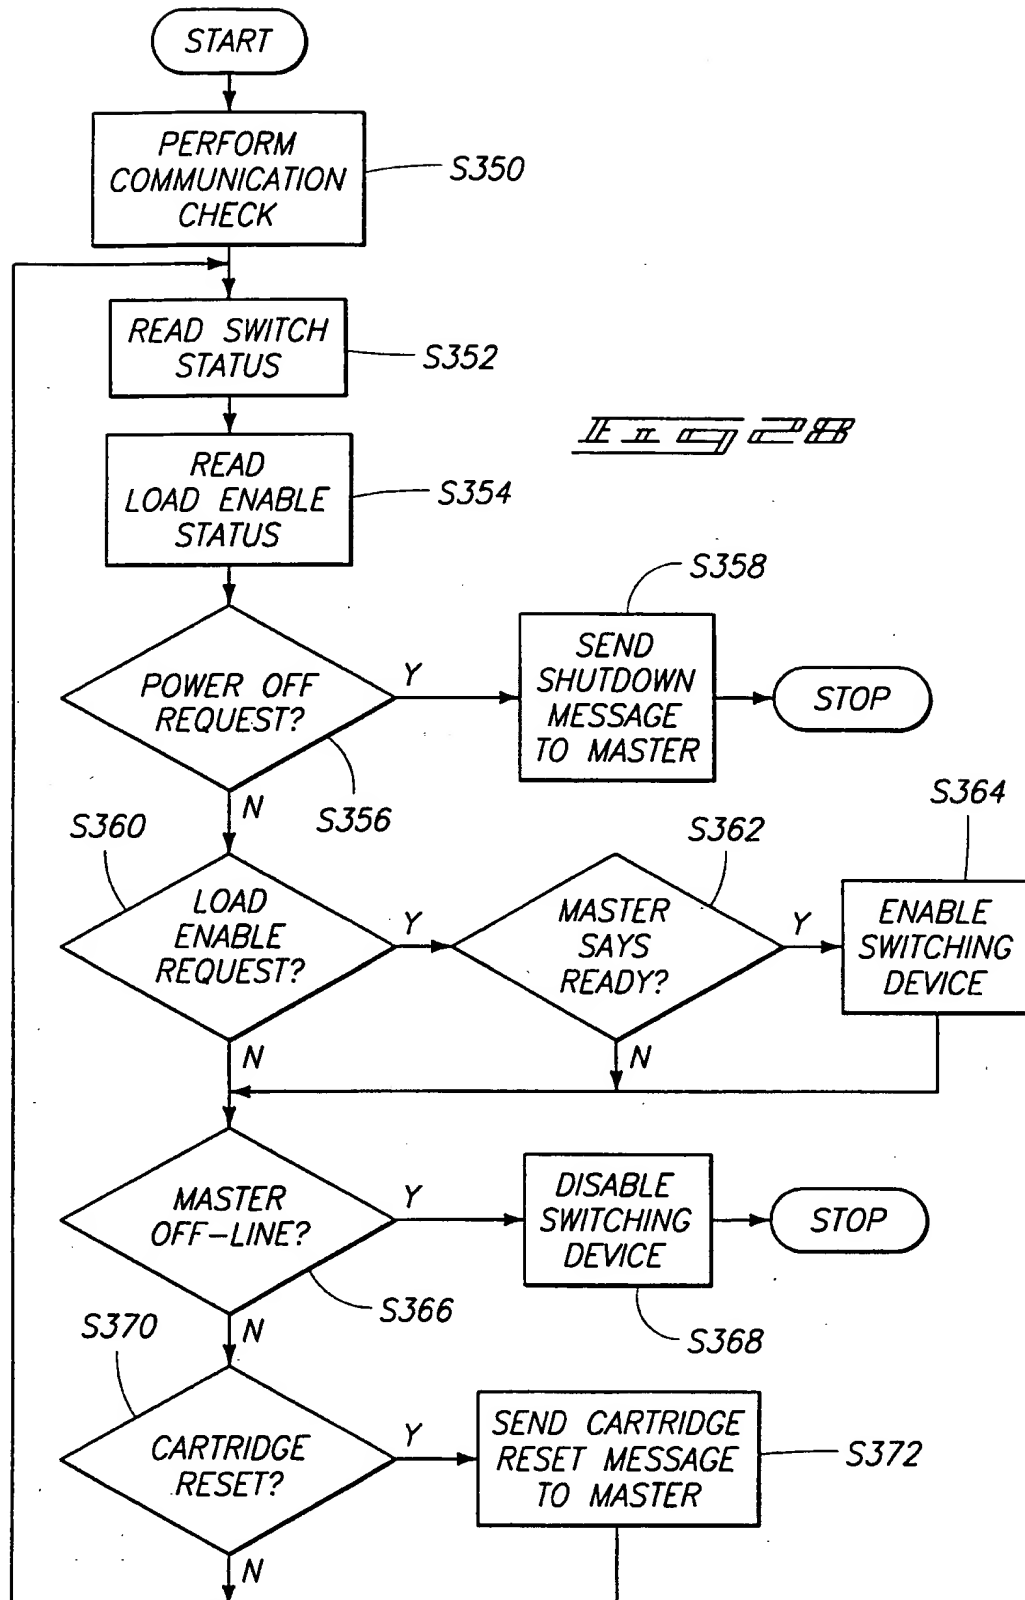 START
PERFORM
COMMUNICATION
CHECK
S350
READ SWITCH
STATUS
S352
Fig 28
READ
LOAD ENABLE
STATUS
S354
S358
SEND
SHUTDOWN
MESSAGE
TO MASTER
STOP
POWER OFF
REQUEST?
Y
N
S356
S360
S362
S364
LOAD
ENABLE
REQUEST?
Y
MASTER
SAYS
READY?
Y
ENABLE
SWITCHING
DEVICE
N
N
MASTER
OFF-LINE?
Y
DISABLE
SWITCHING
DEVICE
STOP
S366
S368
N
S370
CARTRIDGE
RESET?
Y
SEND CARTRIDGE
RESET MESSAGE
TO MASTER
S372
N